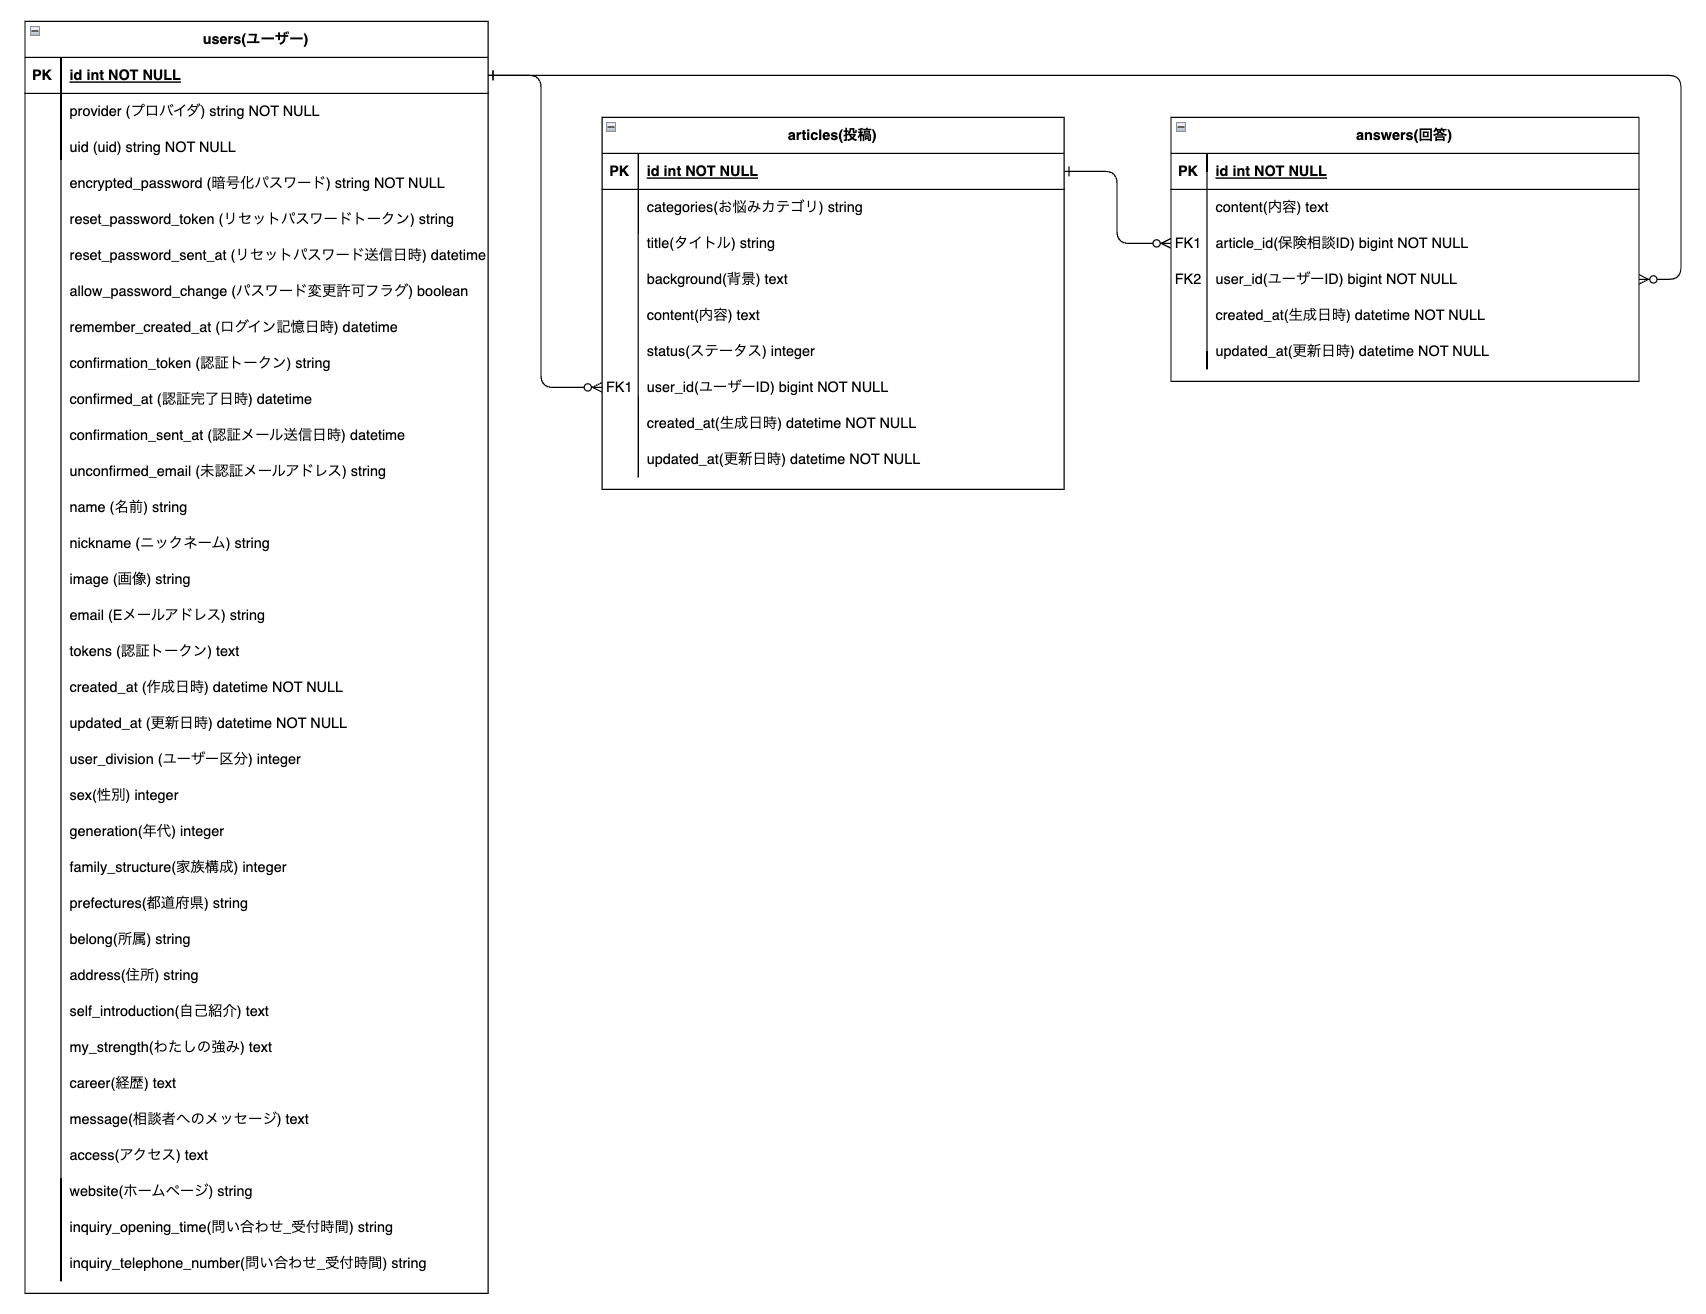 users(ユーザー)
PK id int NOT NULL
provider (プロバイダ) string NOT NULL
uid (uid) string NOT NULL
encrypted_password (暗号化パスワード) string NOT NULL
reset_password_token (リセットパスワードトークン) string
reset_password_sent_at (リセットパスワード送信日時) datetime
allow_password_change (パスワード変更許可フラグ) boolean
remember_created_at (ログイン記憶日時) datetime
confirmation_token (認証トークン) string
confirmed_at (認証完了日時) datetime
confirmation_sent_at (認証メール送信日時) datetime
unconfirmed_email (未認証メールアドレス) string
name (名前) string
nickname (ニックネーム) string
image (画像) string
email (Eメールアドレス) string
tokens (認証トークン) text
created_at (作成日時) datetime NOT NULL
updated_at (更新日時) datetime NOT NULL
user_division (ユーザー区分) integer
sex(性別) integer
generation(年代) integer
family_structure(家族構成) integer
prefectures(都道府県) string
belong(所属) string
address(住所) string
self_introduction(自己紹介) text
my_strength(わたしの強み) text
career(経歴) text
message(相談者へのメッセージ) text
access(アクセス) text
website(ホームページ) string
inquiry_opening_time(問い合わせ_受付時間) string
inquiry_telephone_number(問い合わせ_受付時間) string
articles(投稿)
PK id int NOT NULL
categories(お悩みカテゴリ) string
title(タイトル) string
background(背景) text
content(内容) text
status(ステータス) integer
FK1 user_id(ユーザーID) bigint NOT NULL
created_at(生成日時) datetime NOT NULL
updated_at(更新日時) datetime NOT NULL
answers(回答)
PK id int NOT NULL
content(内容) text
FK1 article_id(保険相談ID) bigint NOT NULL
FK2 user_id(ユーザーID) bigint NOT NULL
created_at(生成日時) datetime NOT NULL
updated_at(更新日時) datetime NOT NULL